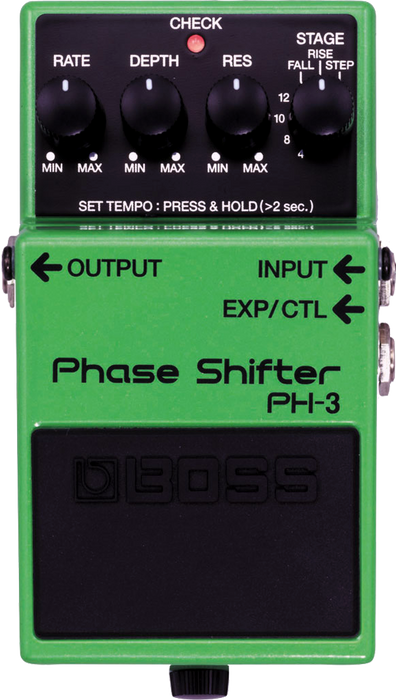 CHECK
RATE
DEPTH
RES
STAGE
RISE
FALL
STEP
12
10
8
4
MIN
MAX
MIN
MAX
MIN
MAX
SET TEMPO : PRESS & HOLD (>2 sec.)
← OUTPUT
INPUT ←
EXP/CTL ←
Phase Shifter
PH-3
BOSS